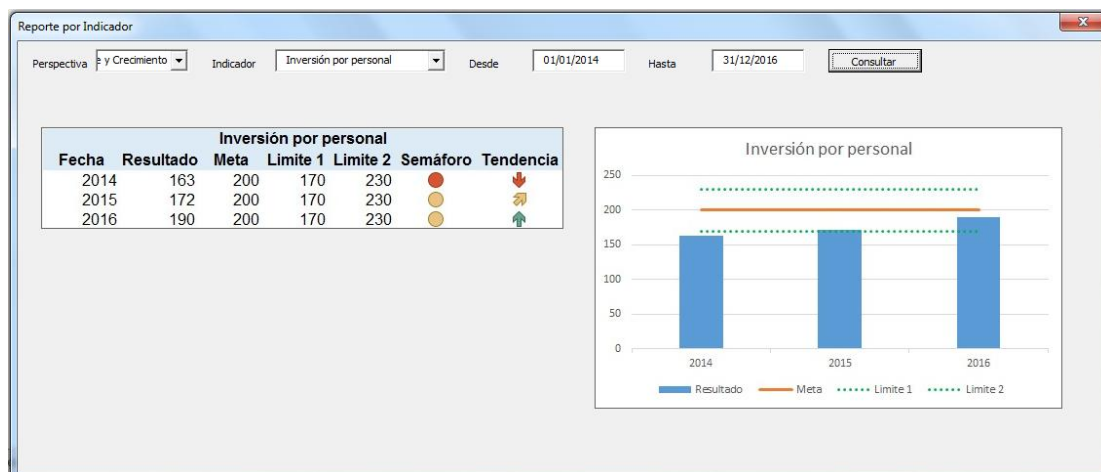 Reporte por Indicador
Perspectiva y Crecimiento Indicador Inversión por personal Desde 01/01/2014 Hasta 31/12/2016 Consultar
Inversión por personal
Fecha Resultado Meta Limite 1 Limite 2 Semáforo Tendencia
2014 163 200 170 230
2015 172 200 170 230
2016 190 200 170 230
Inversión por personal
250
200
150
100
50
0
2014 2015 2016
Resultado Meta Limite 1 Limite 2